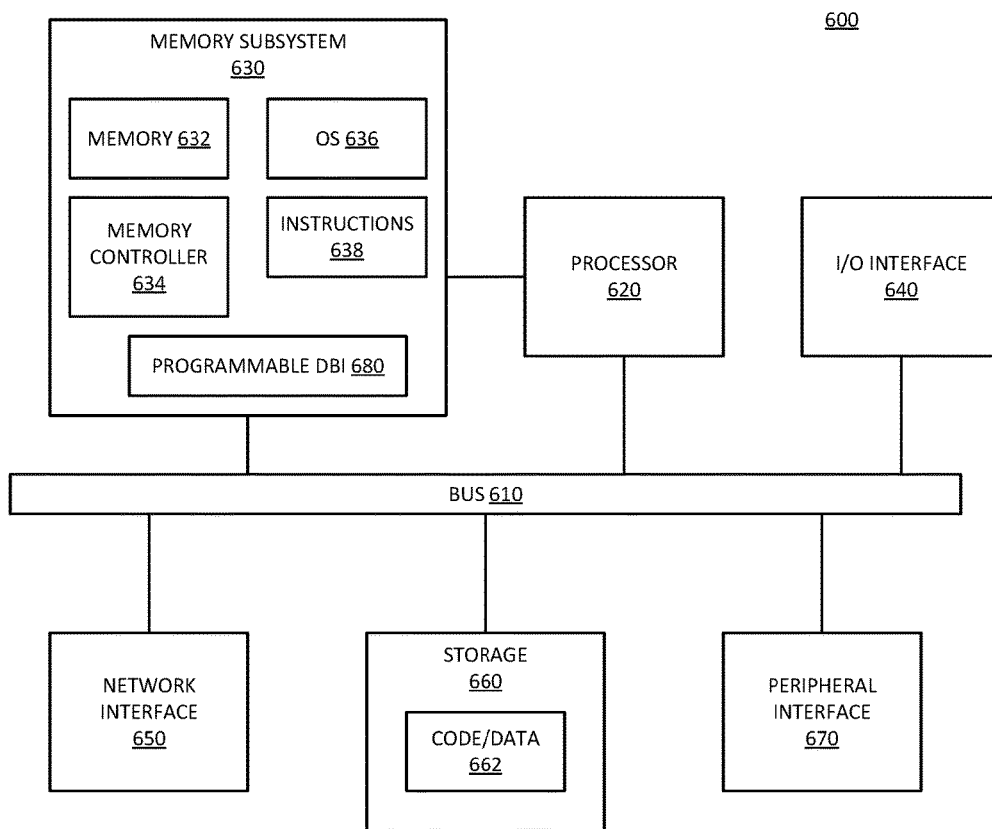 600
MEMORY SUBSYSTEM
630
MEMORY 632
OS 636
MEMORY
CONTROLLER
634
INSTRUCTIONS
638
PROGRAMMABLE DBI 680
PROCESSOR
620
I/O INTERFACE
640
BUS 610
NETWORK
INTERFACE
650
STORAGE
660
CODE/DATA
662
PERIPHERAL
INTERFACE
670